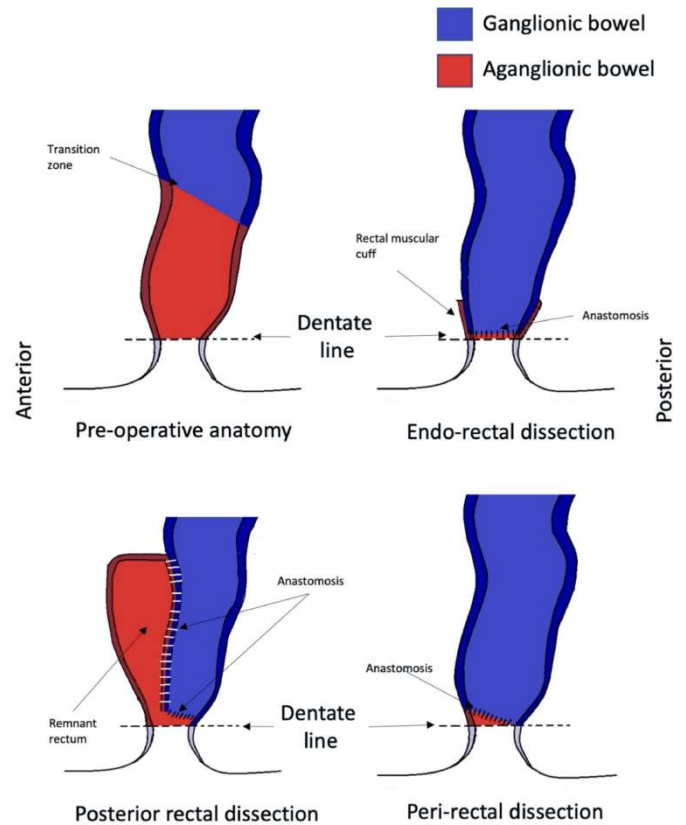 Ganglionic bowel
Aganglionic bowel
Transition
zone
Rectal muscular
cuff
Anastomosis
Dentate
line
Anterior
Posterior
Pre-operative anatomy
Endo-rectal dissection
Anastomosis
Remnant
rectum
Anastomosis
Dentate
line
Posterior rectal dissection
Peri-rectal dissection